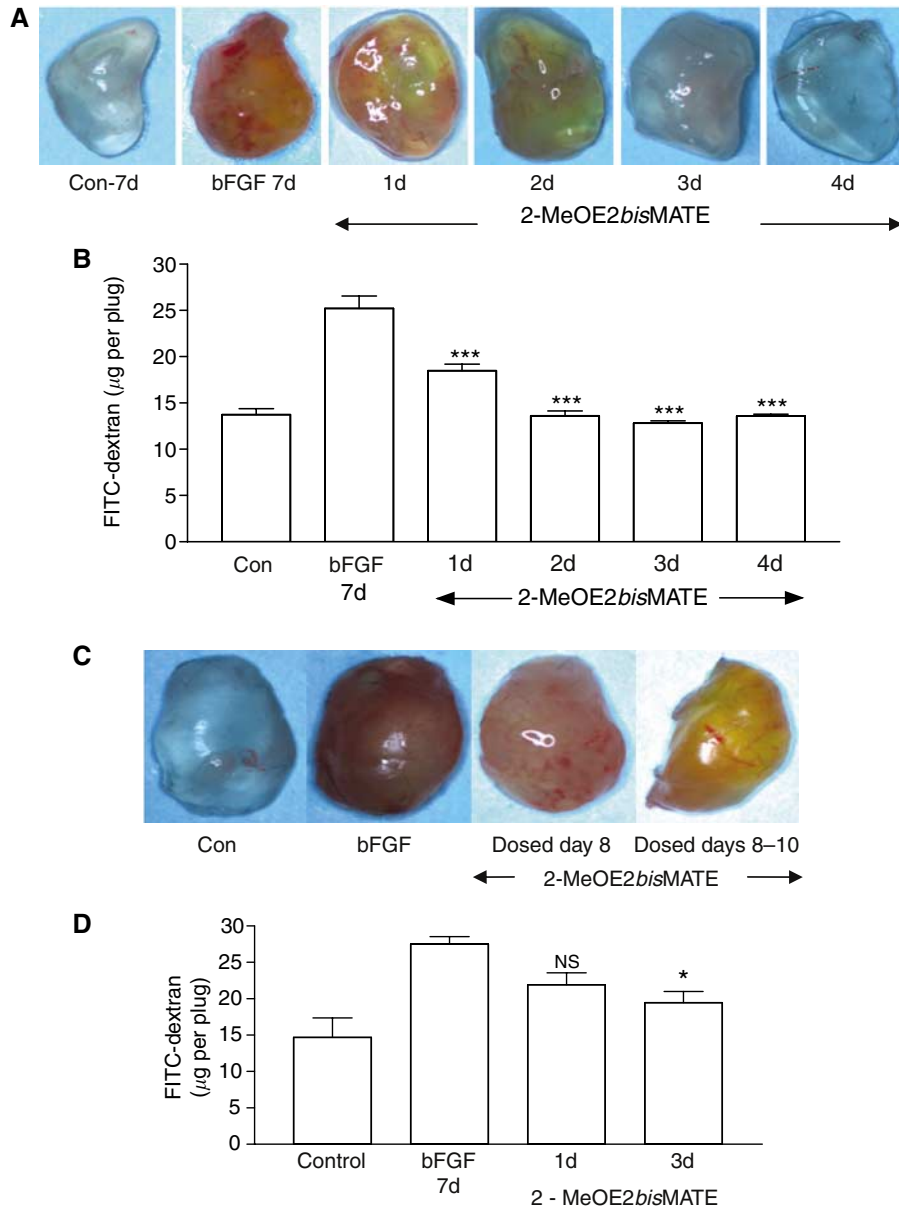 A
Con-7d bFGF 7d 1d 2d 3d 4d
2-MeOE2bisMATE
B
FITC-dextran (µg per plug)
30
25
20
15
10
5
0
*** *** *** ***
Con bFGF 7d 1d 2d 3d 4d
2-MeOE2bisMATE
C
Con bFGF Dosed day 8 Dosed days 8–10
2-MeOE2bisMATE
D
FITC-dextran
(µg per plug)
30
25
20
15
10
5
0
NS *
Control bFGF 7d 1d 3d
2 - MeOE2bisMATE